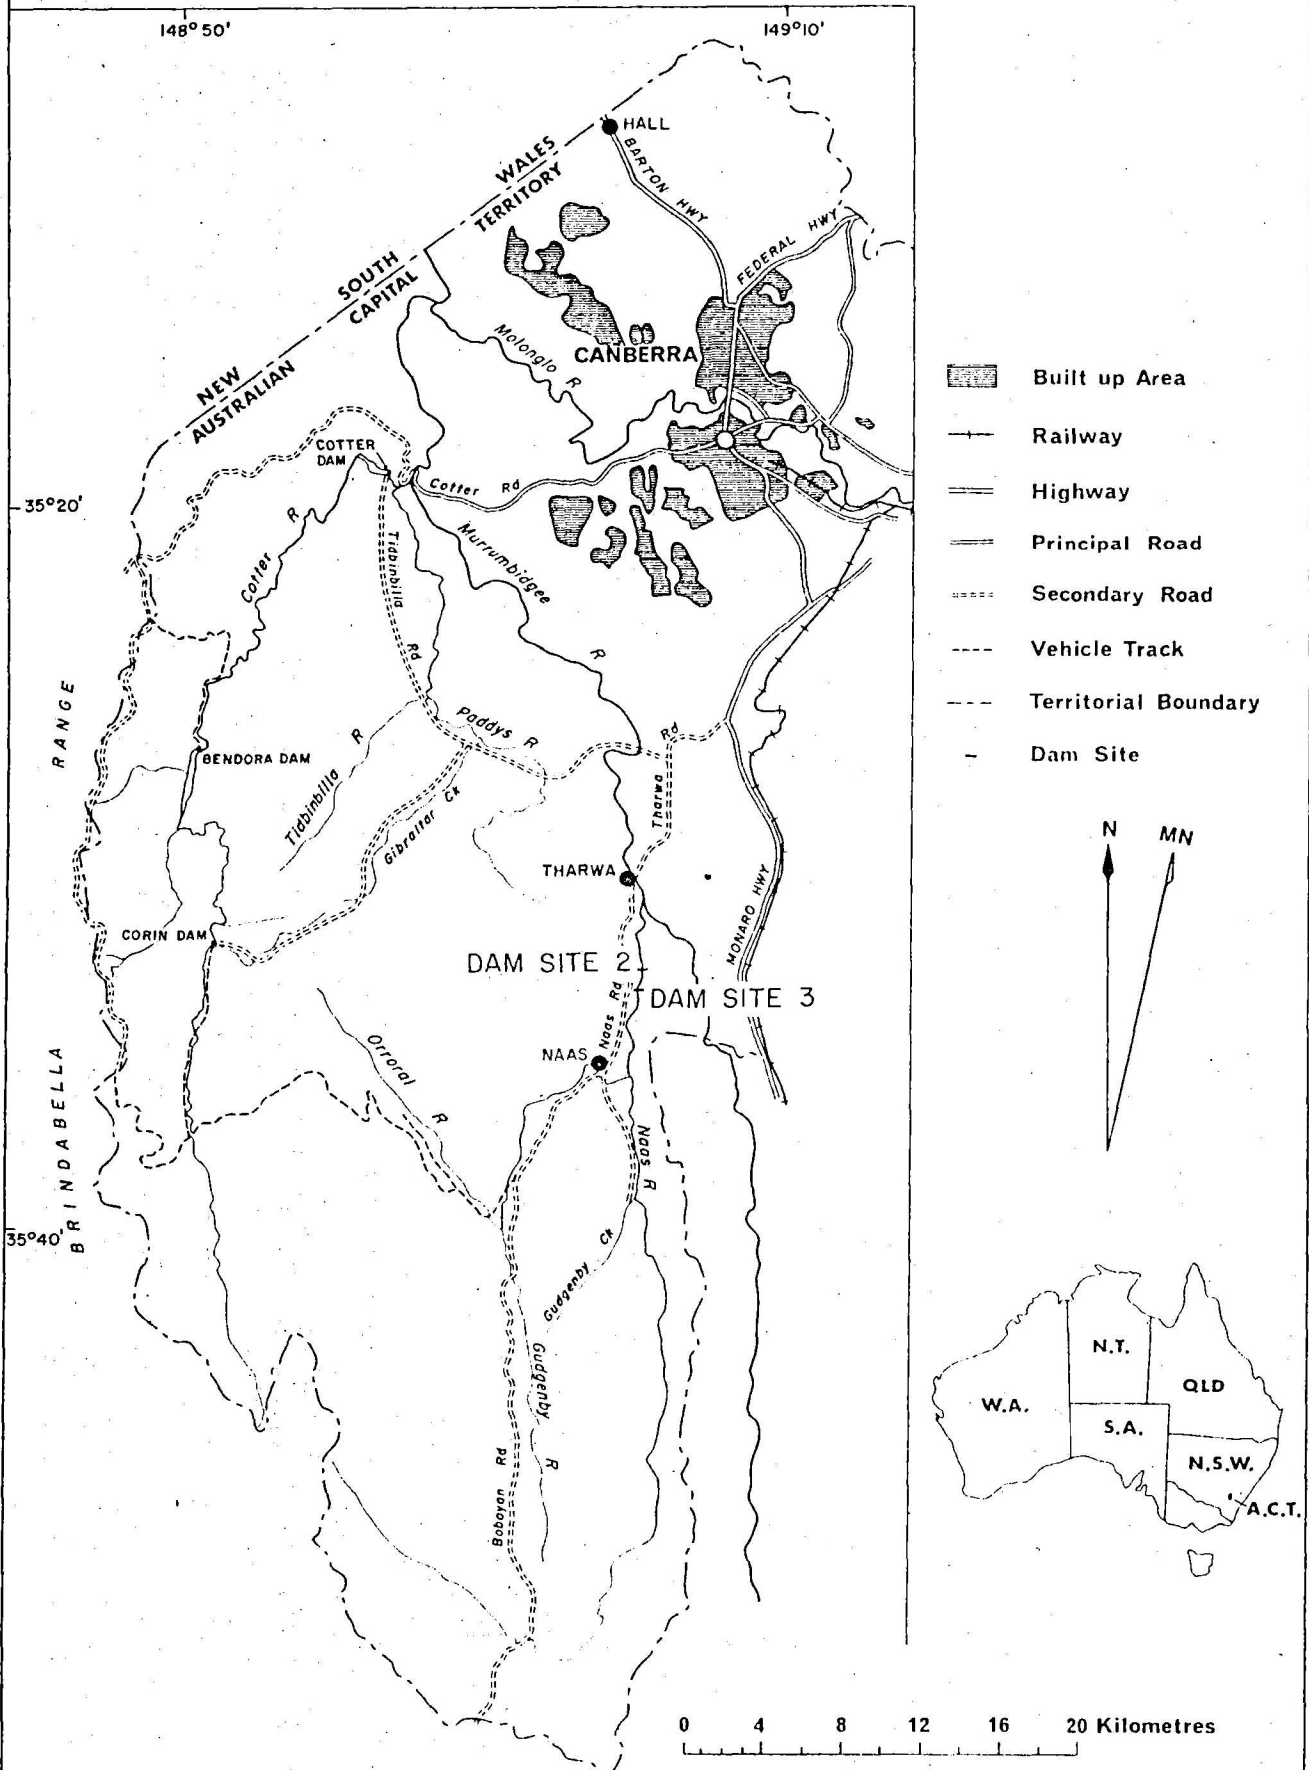 148°50'
149°10'
HALL
BARTON HWY
FEDERAL HWY
NEW SOUTH WALES
AUSTRALIAN CAPITAL TERRITORY
Molonglo R
CANBERRA
COTTER
DAM
Cotter Rd
35°20'
Cotter R
Tidbinbilla Rd
Murrumbidgee R
RANGE
BENDORA DAM
Paddys R
Tidbinbilla R
Gibraltar Ck
Tharwa Rd
THARWA
MONARO HWY
CORIN DAM
DAM SITE 2
DAM SITE 3
Naas Rd
NAAS
Orroral R
BRINDABELLA
Naas R
35°40'
Gudgenby Ck
Gudgenby R
Boboyan Rd
Built up Area
Railway
Highway
Principal Road
Secondary Road
Vehicle Track
Territorial Boundary
Dam Site
N
MN
N.T.
QLD
W.A.
S.A.
N.S.W.
A.C.T.
0 4 8 12 16 20 Kilometres